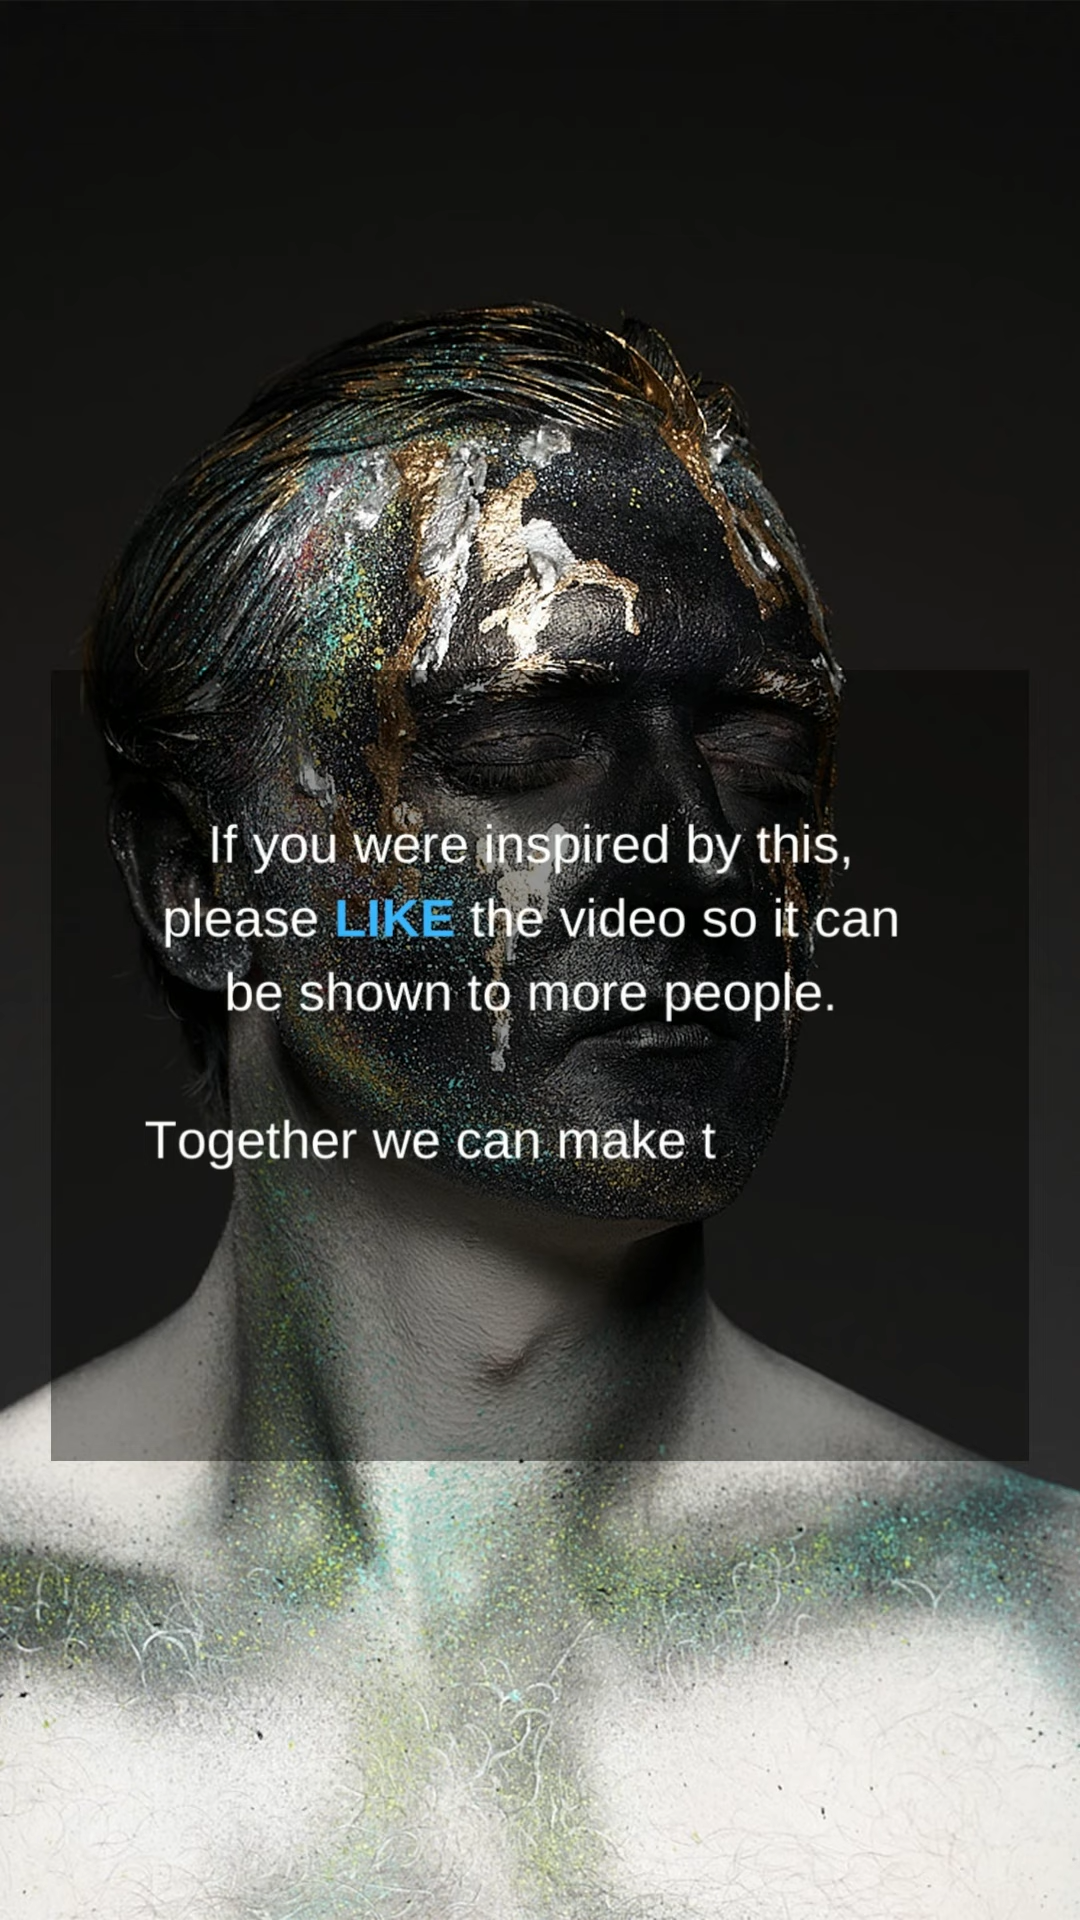 If you were inspired by this,
please LIKE the video so it can
be shown to more people.
Together we can make t